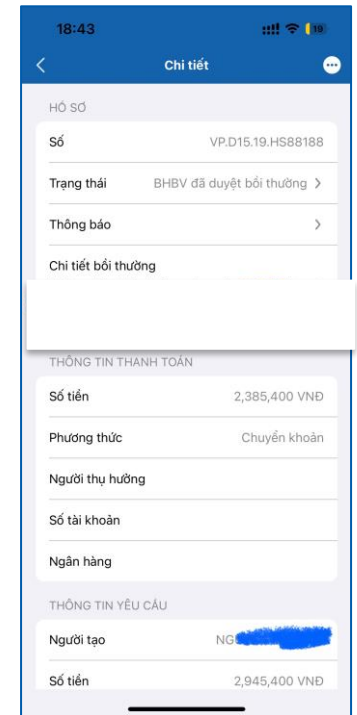 18:43
19
Chi tiết
HỒ SƠ
Số VP.D15.19.HS88188
Trạng thái BHBV đã duyệt bồi thường
Thông báo
Chi tiết bồi thường
THÔNG TIN THANH TOÁN
Số tiền 2,385,400 VNĐ
Phương thức Chuyển khoản
Người thụ hưởng
Số tài khoản
Ngân hàng
THÔNG TIN YÊU CẦU
Người tạo NG
Số tiền 2,945,400 VNĐ